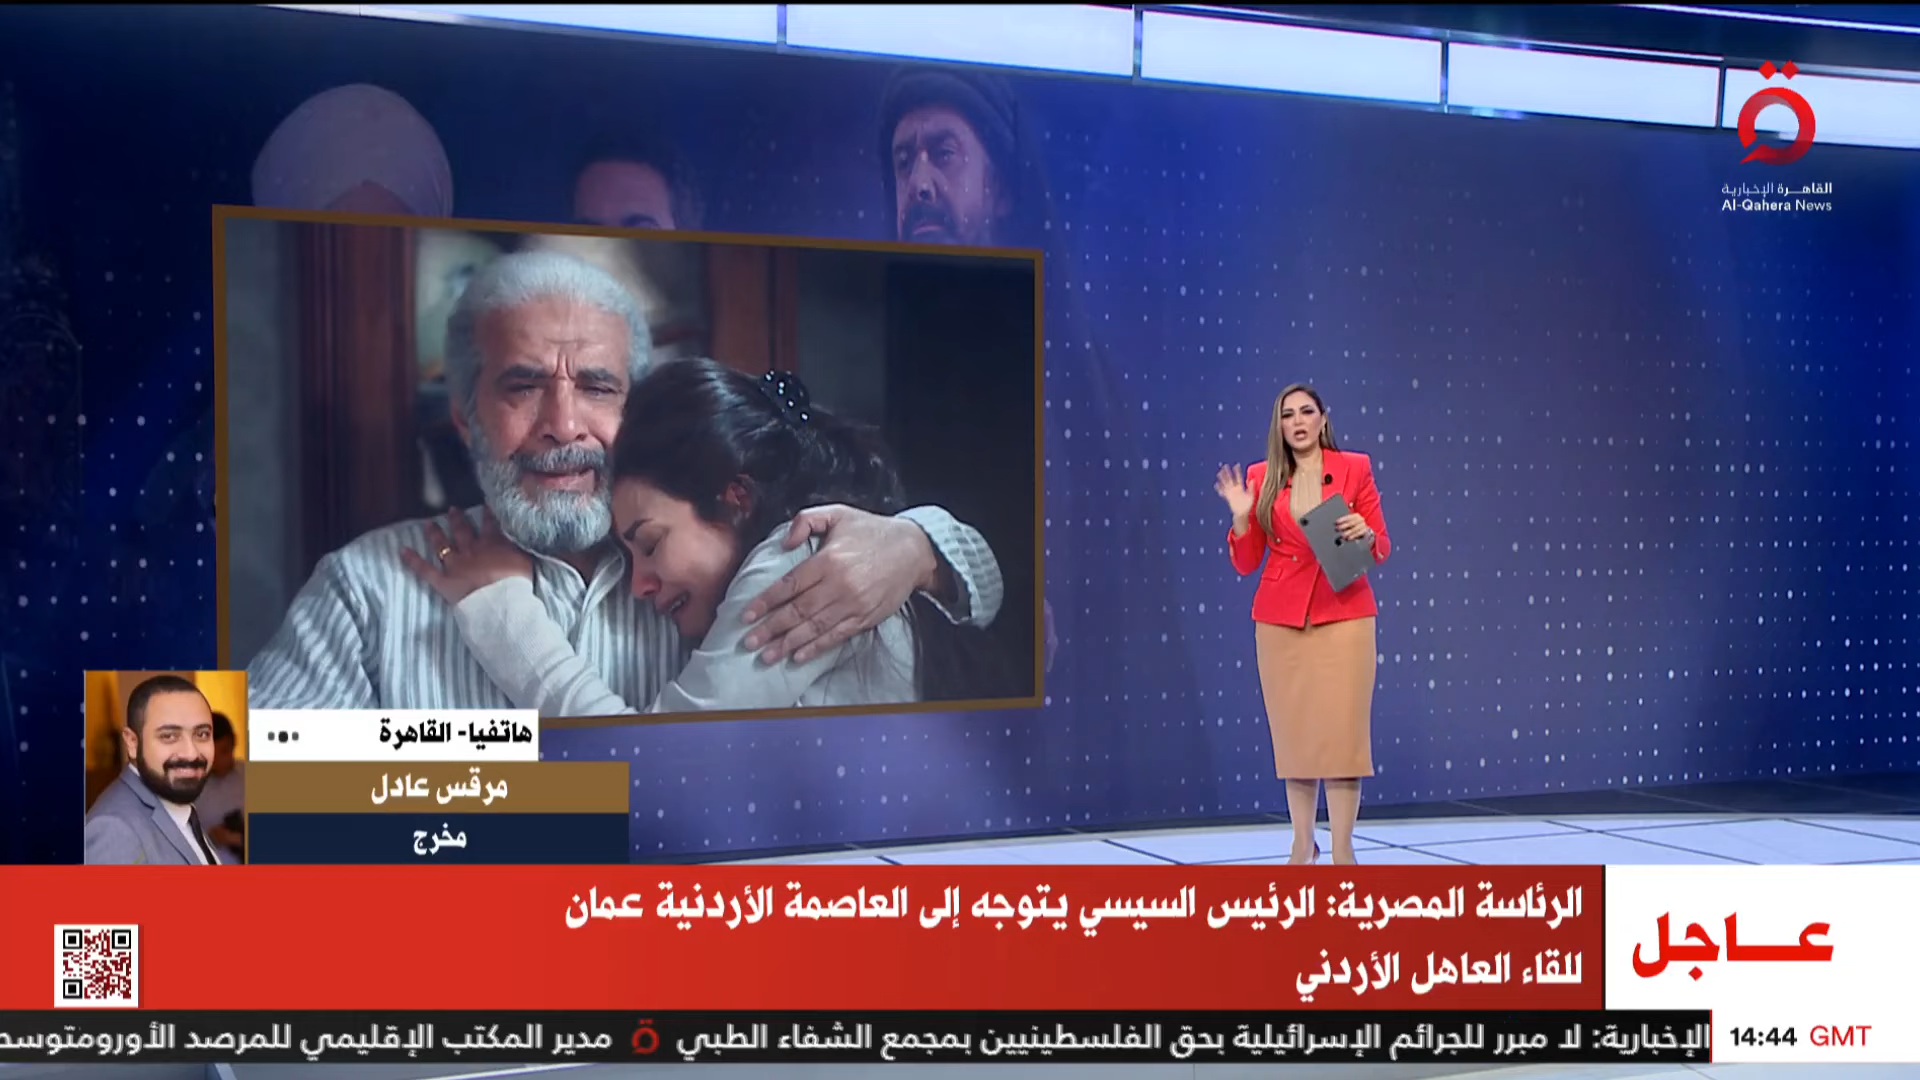 القاهرة الإخبارية
Al-Qahera News
هاتفيا- القاهرة
مرقس عادل
مخرج
عاجل
الرئاسة المصرية: الرئيس السيسي يتوجه إلى العاصمة الأردنية عمان
للقاء العاهل الأردني
الإخبارية: لا مبرر للجرائم الإسرائيلية بحق الفلسطينيين بمجمع الشفاء الطبي
مدير المكتب الإقليمي للمرصد
14:44 GMT